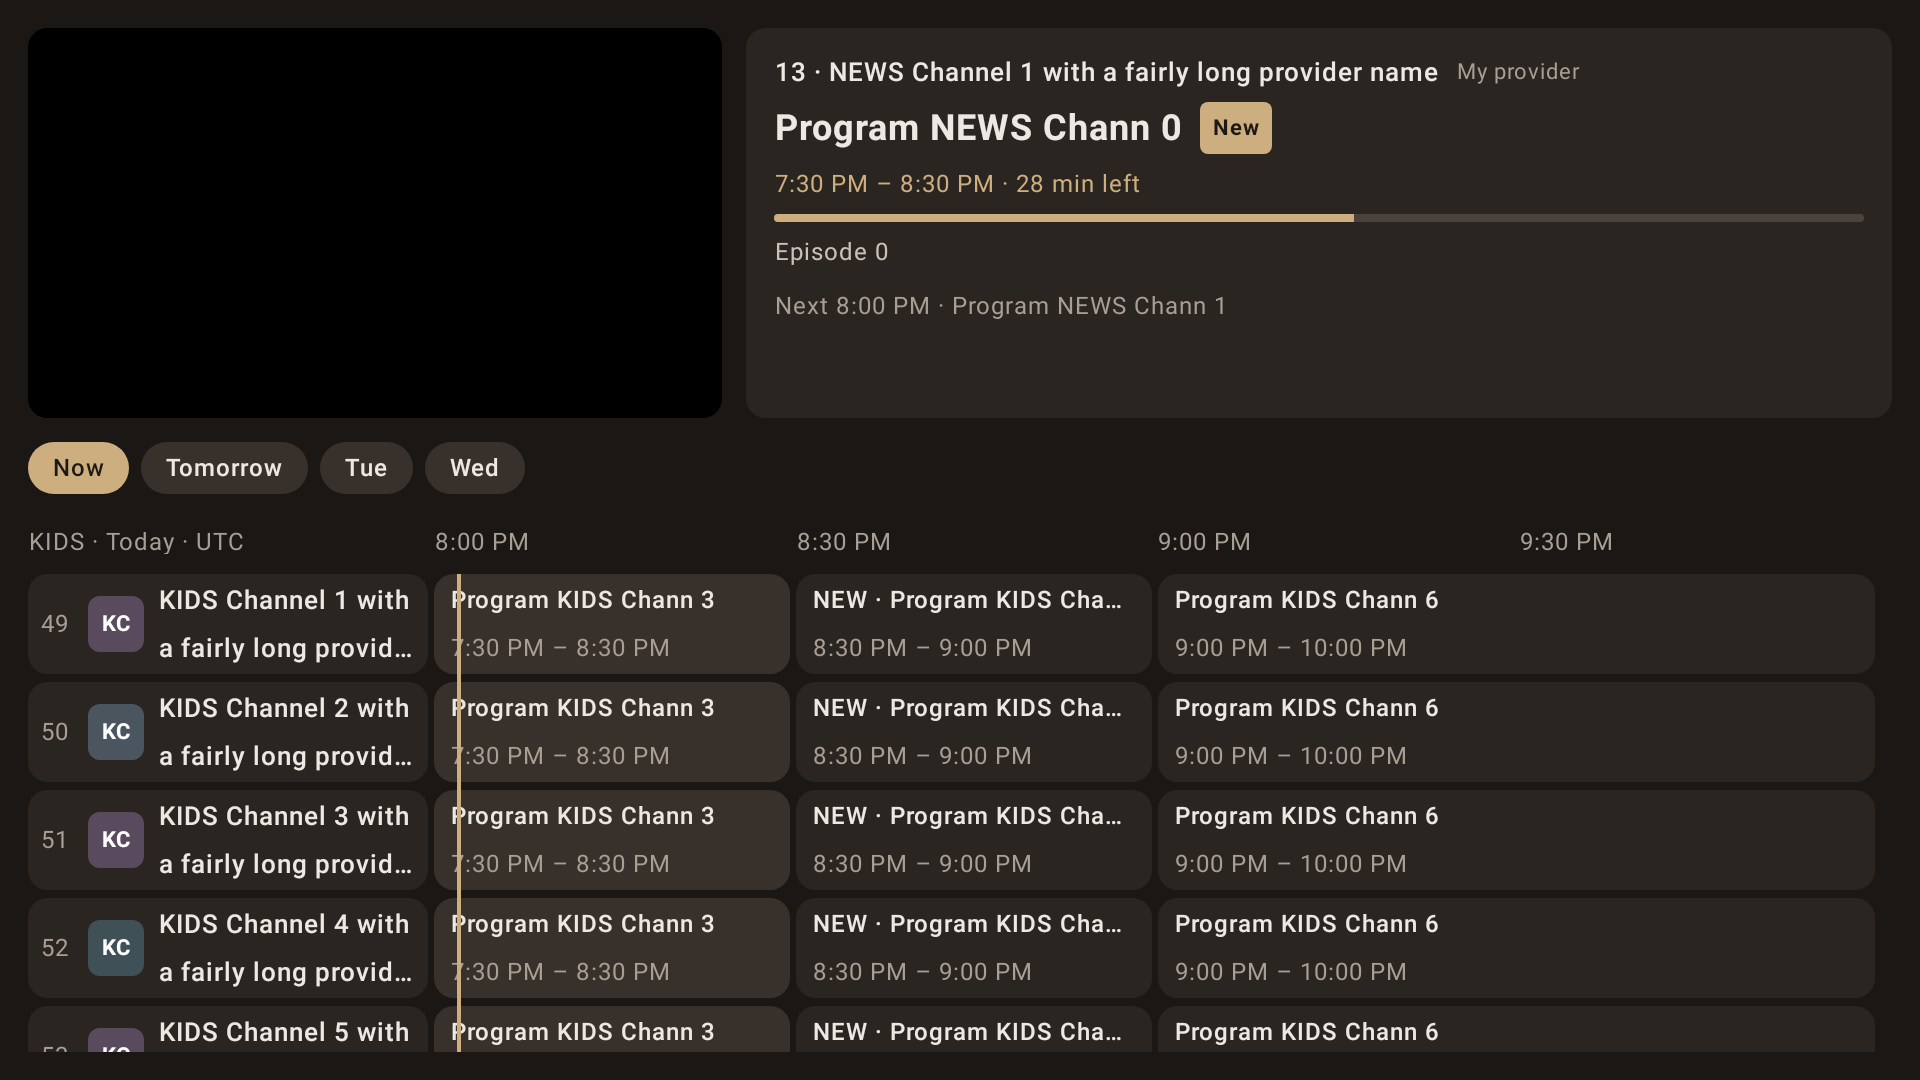 13 · NEWS Channel 1 with a fairly long provider name My provider
Program NEWS Chann 0 New
7:30 PM – 8:30 PM · 28 min left
Episode 0
Next 8:00 PM · Program NEWS Chann 1
Now Tomorrow Tue Wed
KIDS · Today · UTC 8:00 PM 8:30 PM 9:00 PM 9:30 PM
49 KC KIDS Channel 1 with
a fairly long provid…
Program KIDS Chann 3
7:30 PM – 8:30 PM
NEW · Program KIDS Cha…
8:30 PM – 9:00 PM
Program KIDS Chann 6
9:00 PM – 10:00 PM
50 KC KIDS Channel 2 with
a fairly long provid…
Program KIDS Chann 3
7:30 PM – 8:30 PM
NEW · Program KIDS Cha…
8:30 PM – 9:00 PM
Program KIDS Chann 6
9:00 PM – 10:00 PM
51 KC KIDS Channel 3 with
a fairly long provid…
Program KIDS Chann 3
7:30 PM – 8:30 PM
NEW · Program KIDS Cha…
8:30 PM – 9:00 PM
Program KIDS Chann 6
9:00 PM – 10:00 PM
52 KC KIDS Channel 4 with
a fairly long provid…
Program KIDS Chann 3
7:30 PM – 8:30 PM
NEW · Program KIDS Cha…
8:30 PM – 9:00 PM
Program KIDS Chann 6
9:00 PM – 10:00 PM
KIDS Channel 5 with
Program KIDS Chann 3
NEW · Program KIDS Cha…
Program KIDS Chann 6